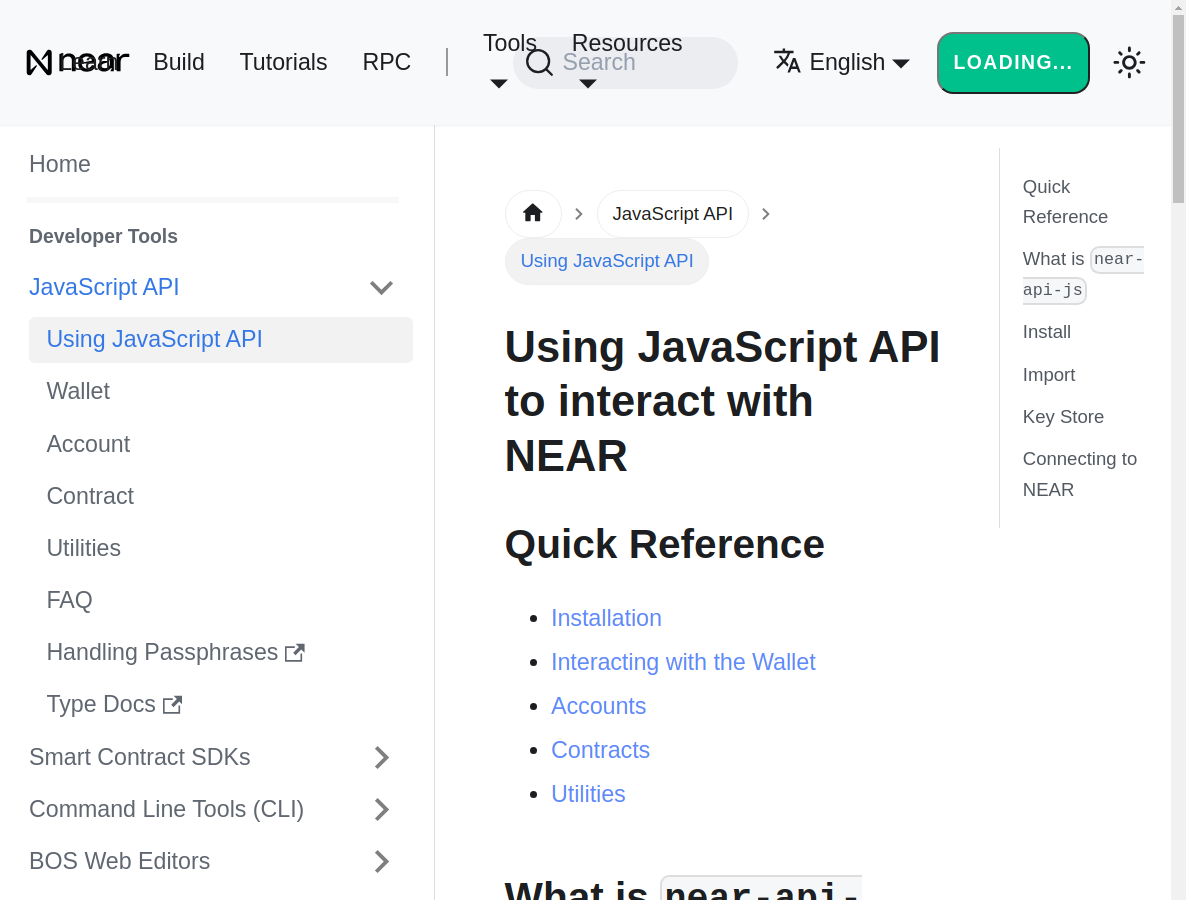 near
Learn
Build
Tutorials
RPC
Tools
Resources
Search
English
LOADING...
Home
Developer Tools
JavaScript API
Using JavaScript API
Wallet
Account
Contract
Utilities
FAQ
Handling Passphrases
Type Docs
Smart Contract SDKs
Command Line Tools (CLI)
BOS Web Editors
JavaScript API
Using JavaScript API
Using JavaScript API
to interact with
NEAR
Quick Reference
Installation
Interacting with the Wallet
Accounts
Contracts
Utilities
What is near-api-
Quick
Reference
What is near-
api-js
Install
Import
Key Store
Connecting to
NEAR